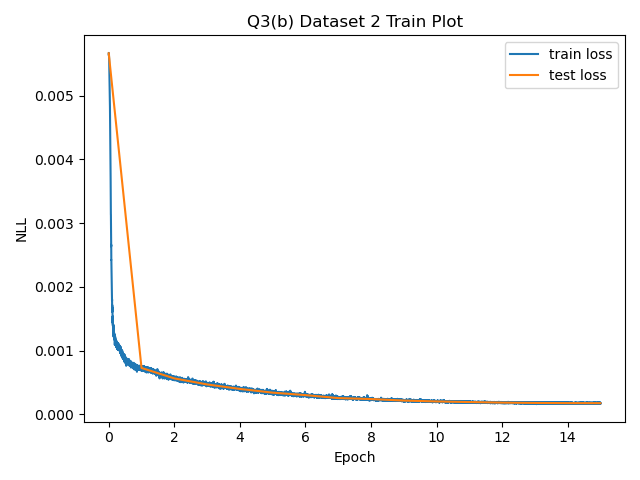 Q3(b) Dataset 2 Train Plot
train loss
test loss
0.005
0.004
0.003
0.002
0.001
0.000
NLL
0 2 4 6 8 10 12 14
Epoch